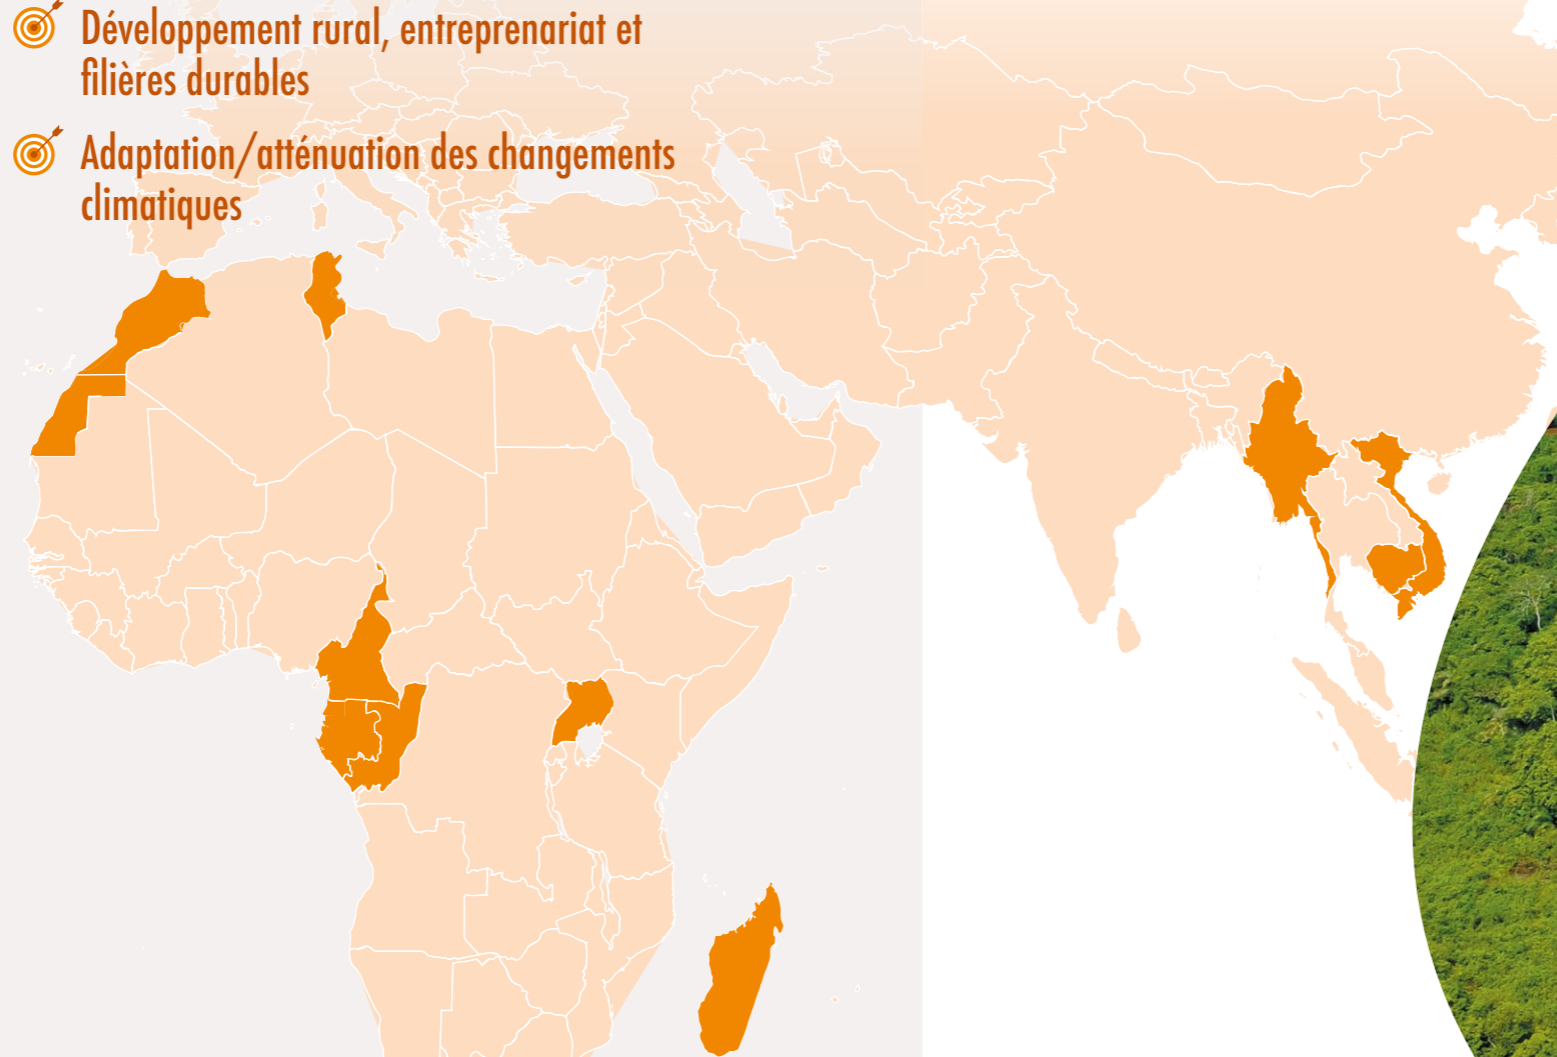 Développement rural, entreprenariat et
filières durables
Adaptation/atténuation des changements
climatiques